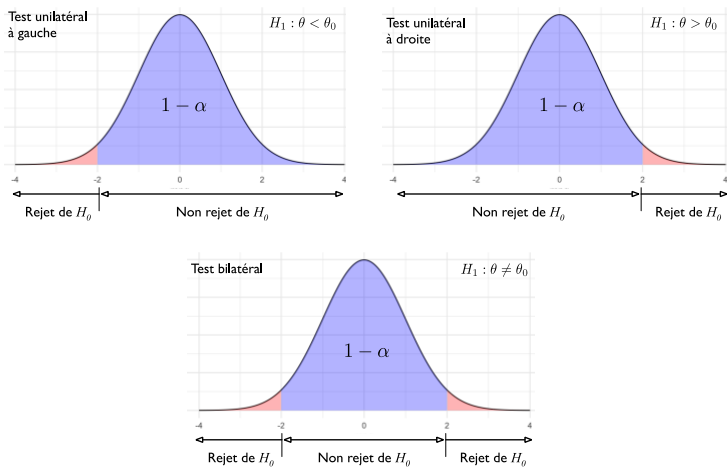 Test unilatéral
à gauche
H₁ : θ < θ₀
1 − α
-4 -2 0 2 4
Rejet de H₀
Non rejet de H₀
Test unilatéral
à droite
H₁ : θ > θ₀
1 − α
-4 -2 0 2 4
Non rejet de H₀
Rejet de H₀
Test bilatéral
H₁ : θ ≠ θ₀
1 − α
-4 -2 0 2 4
Rejet de H₀
Non rejet de H₀
Rejet de H₀